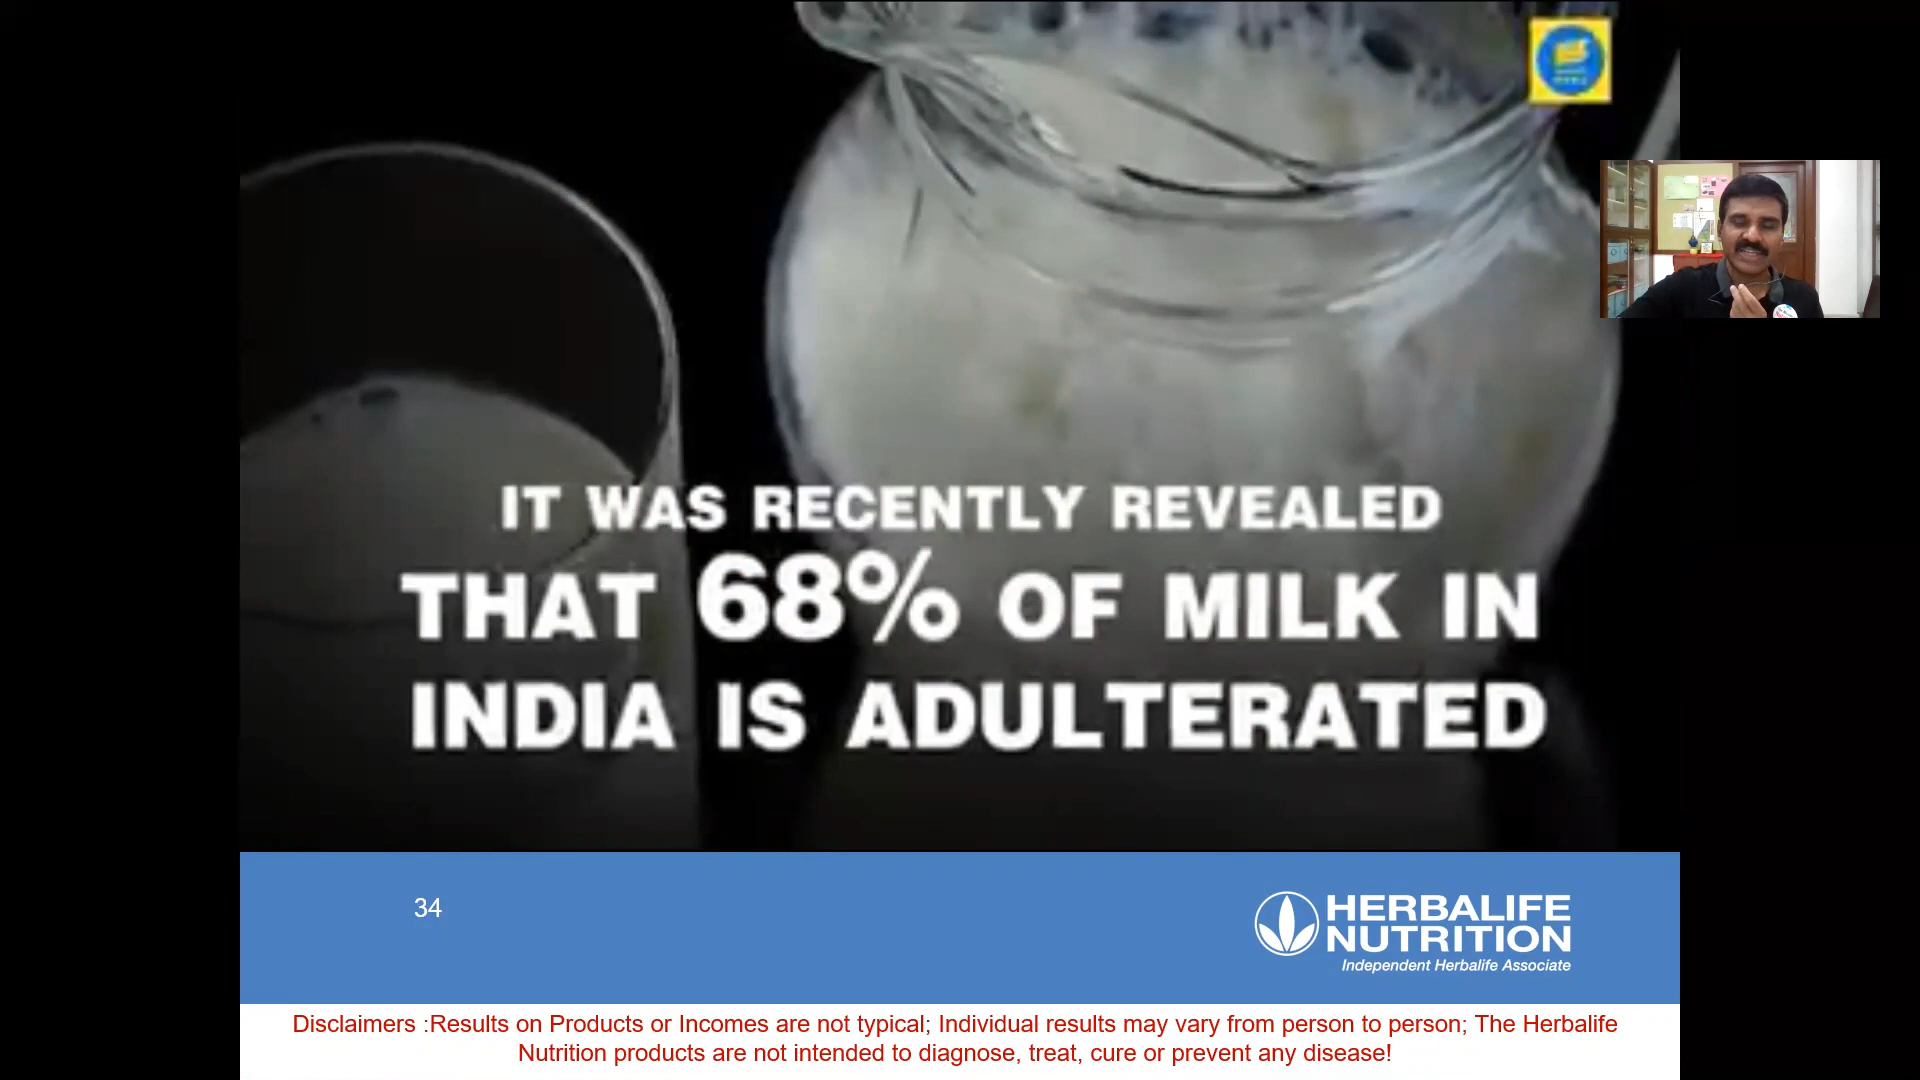 IT WAS RECENTLY REVEALED
THAT 68% OF MILK IN
INDIA IS ADULTERATED
34
HERBALIFE
NUTRITION
Independent Herbalife Associate
Disclaimers :Results on Products or Incomes are not typical; Individual results may vary from person to person; The Herbalife
Nutrition products are not intended to diagnose, treat, cure or prevent any disease!